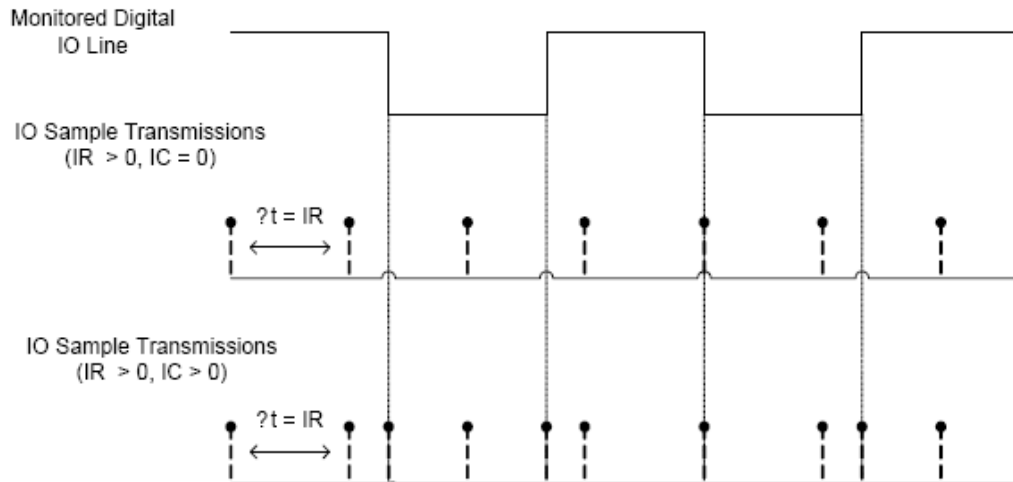 Monitored Digital
IO Line
IO Sample Transmissions
(IR > 0, IC = 0)
?t = IR
IO Sample Transmissions
(IR > 0, IC > 0)
?t = IR